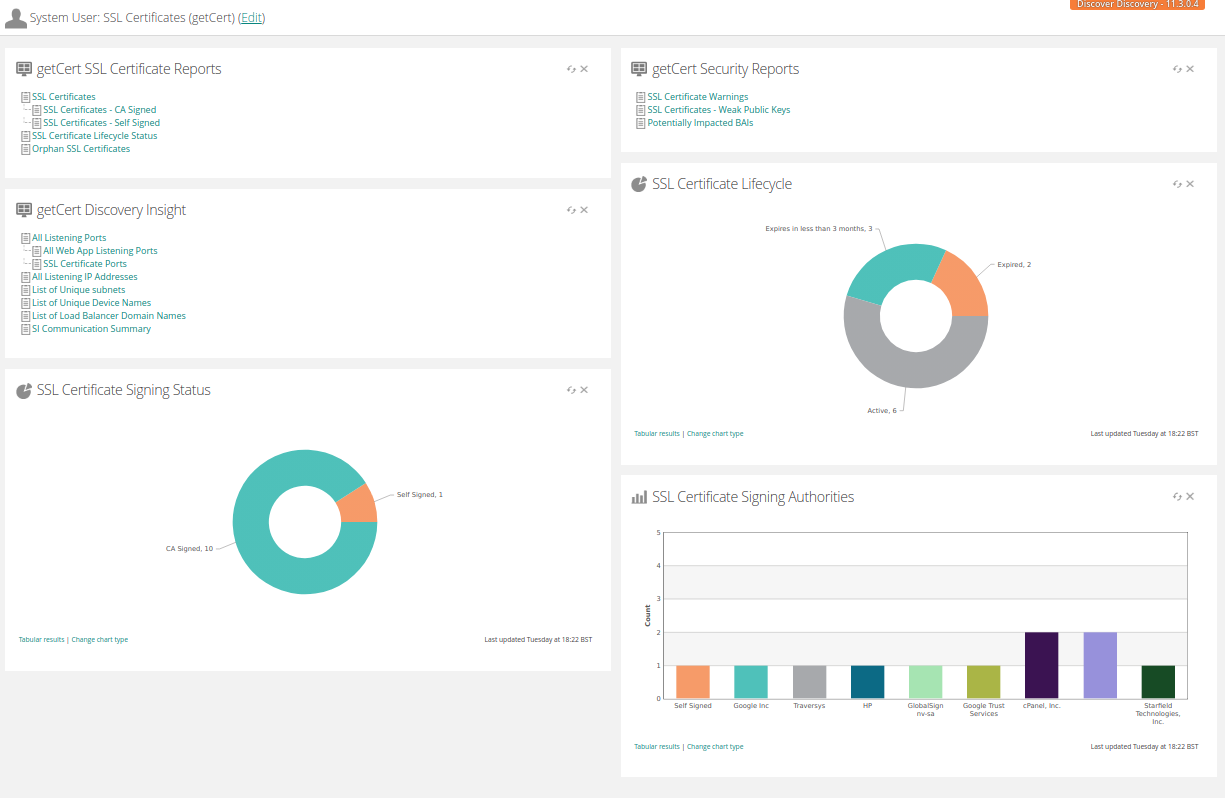 System User: SSL Certificates (getCert) (Edit)
Discover Discovery - 11.3.0.4
getCert SSL Certificate Reports
SSL Certificates
SSL Certificates - CA Signed
SSL Certificates - Self Signed
SSL Certificate Lifecycle Status
Orphan SSL Certificates
getCert Discovery Insight
All Listening Ports
All Web App Listening Ports
SSL Certificate Ports
All Listening IP Addresses
List of Unique subnets
List of Unique Device Names
List of Load Balancer Domain Names
SI Communication Summary
SSL Certificate Signing Status
Self Signed, 1
CA Signed, 10
Tabular results | Change chart type
Last updated Tuesday at 18:22 BST
getCert Security Reports
SSL Certificate Warnings
SSL Certificates - Weak Public Keys
Potentially Impacted BAIs
SSL Certificate Lifecycle
Expires in less than 3 months, 3
Expired, 2
Active, 6
Tabular results | Change chart type
Last updated Tuesday at 18:22 BST
SSL Certificate Signing Authorities
5
4
3
2
1
0
Count
Self Signed
Google Inc
Traversys
HP
GlobalSign
nv-sa
Google Trust
Services
cPanel, Inc.
Starfield
Technologies,
Inc.
Tabular results | Change chart type
Last updated Tuesday at 18:22 BST